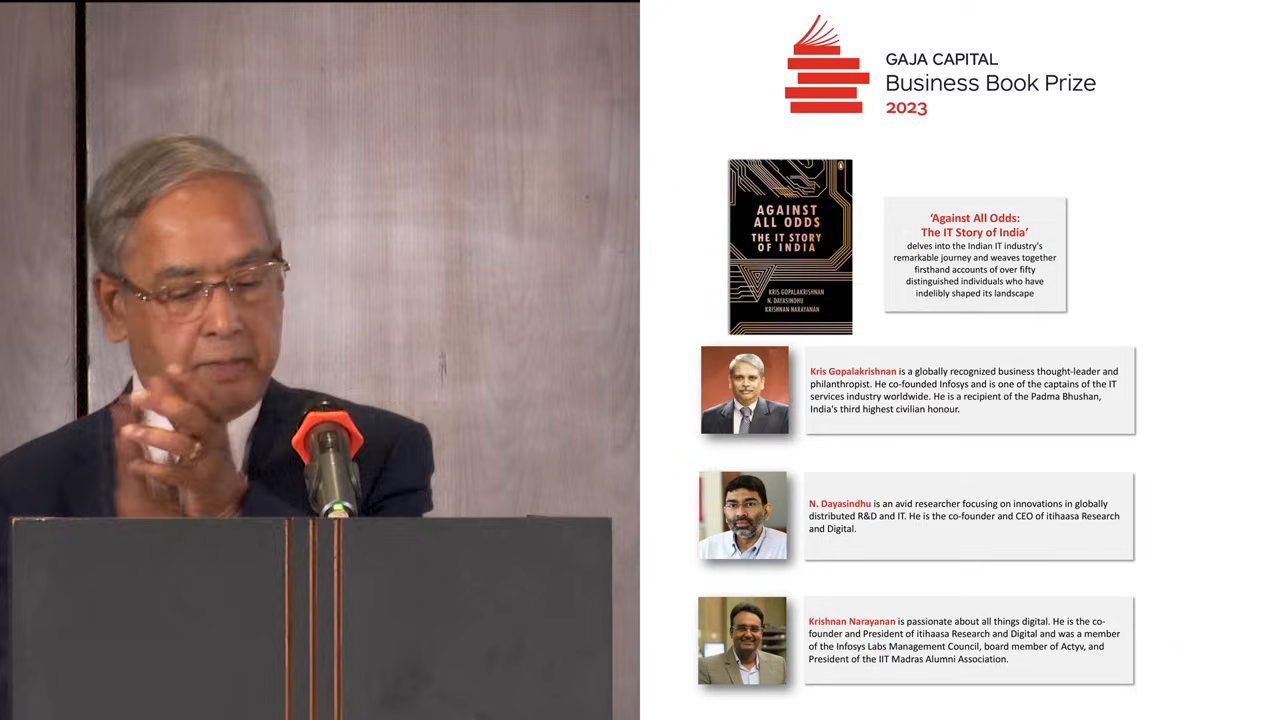 GAJA CAPITAL
Business Book Prize
2023
AGAINST
ALL ODDS
THE IT STORY
OF INDIA
KRIS GOPALAKRISHNAN
N. DAYASINDHU
KRISHNAN NARAYANAN
‘Against All Odds:
The IT Story of India’
delves into the Indian IT industry's
remarkable journey and weaves together
firsthand accounts of over fifty
distinguished individuals who have
indelibly shaped its landscape
Kris Gopalakrishnan is a globally recognized business thought-leader and
philanthropist. He co-founded Infosys and is one of the captains of the IT
services industry worldwide. He is a recipient of the Padma Bhushan,
India's third highest civilian honour.
N. Dayasindhu is an avid researcher focusing on innovations in globally
distributed R&D and IT. He is the co-founder and CEO of itihaasa Research
and Digital.
Krishnan Narayanan is passionate about all things digital. He is the co-
founder and President of itihaasa Research and Digital and was a member
of the Infosys Labs Management Council, board member of Actyv, and
President of the IIT Madras Alumni Association.